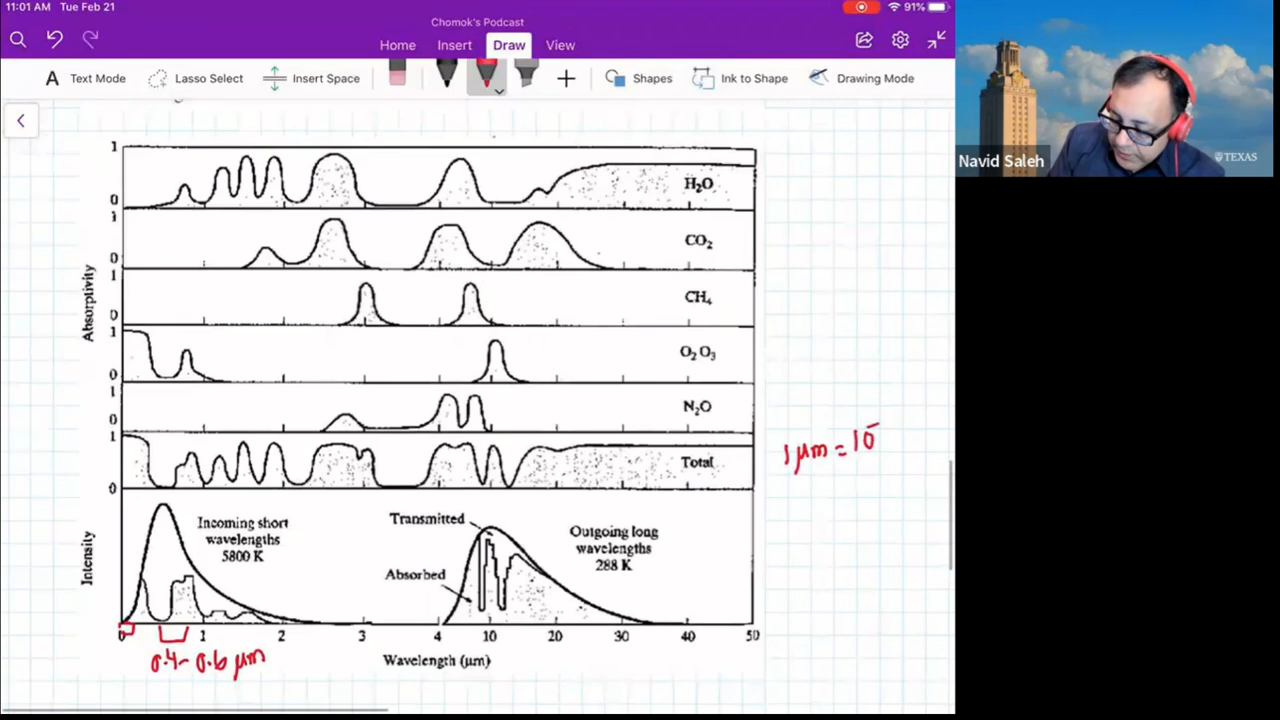 11:01 AM Tue Feb 21
91%
Chomok's Podcast
Home Insert Draw View
Text Mode Lasso Select Insert Space Shapes Ink to Shape Drawing Mode
Navid Saleh
TEXAS
1
0
H₂O
1
0
CO₂
1
0
CH₄
1
0
O₂ O₃
1
0
N₂O
1
0
Total
Absorptivity
1 μm = 10⁻
Intensity
Incoming short
wavelengths
5800 K
Transmitted
Absorbed
Outgoing long
wavelengths
288 K
0 1 2 3 4 10 20 30 40 50
0.4 - 0.6 μm
Wavelength (μm)